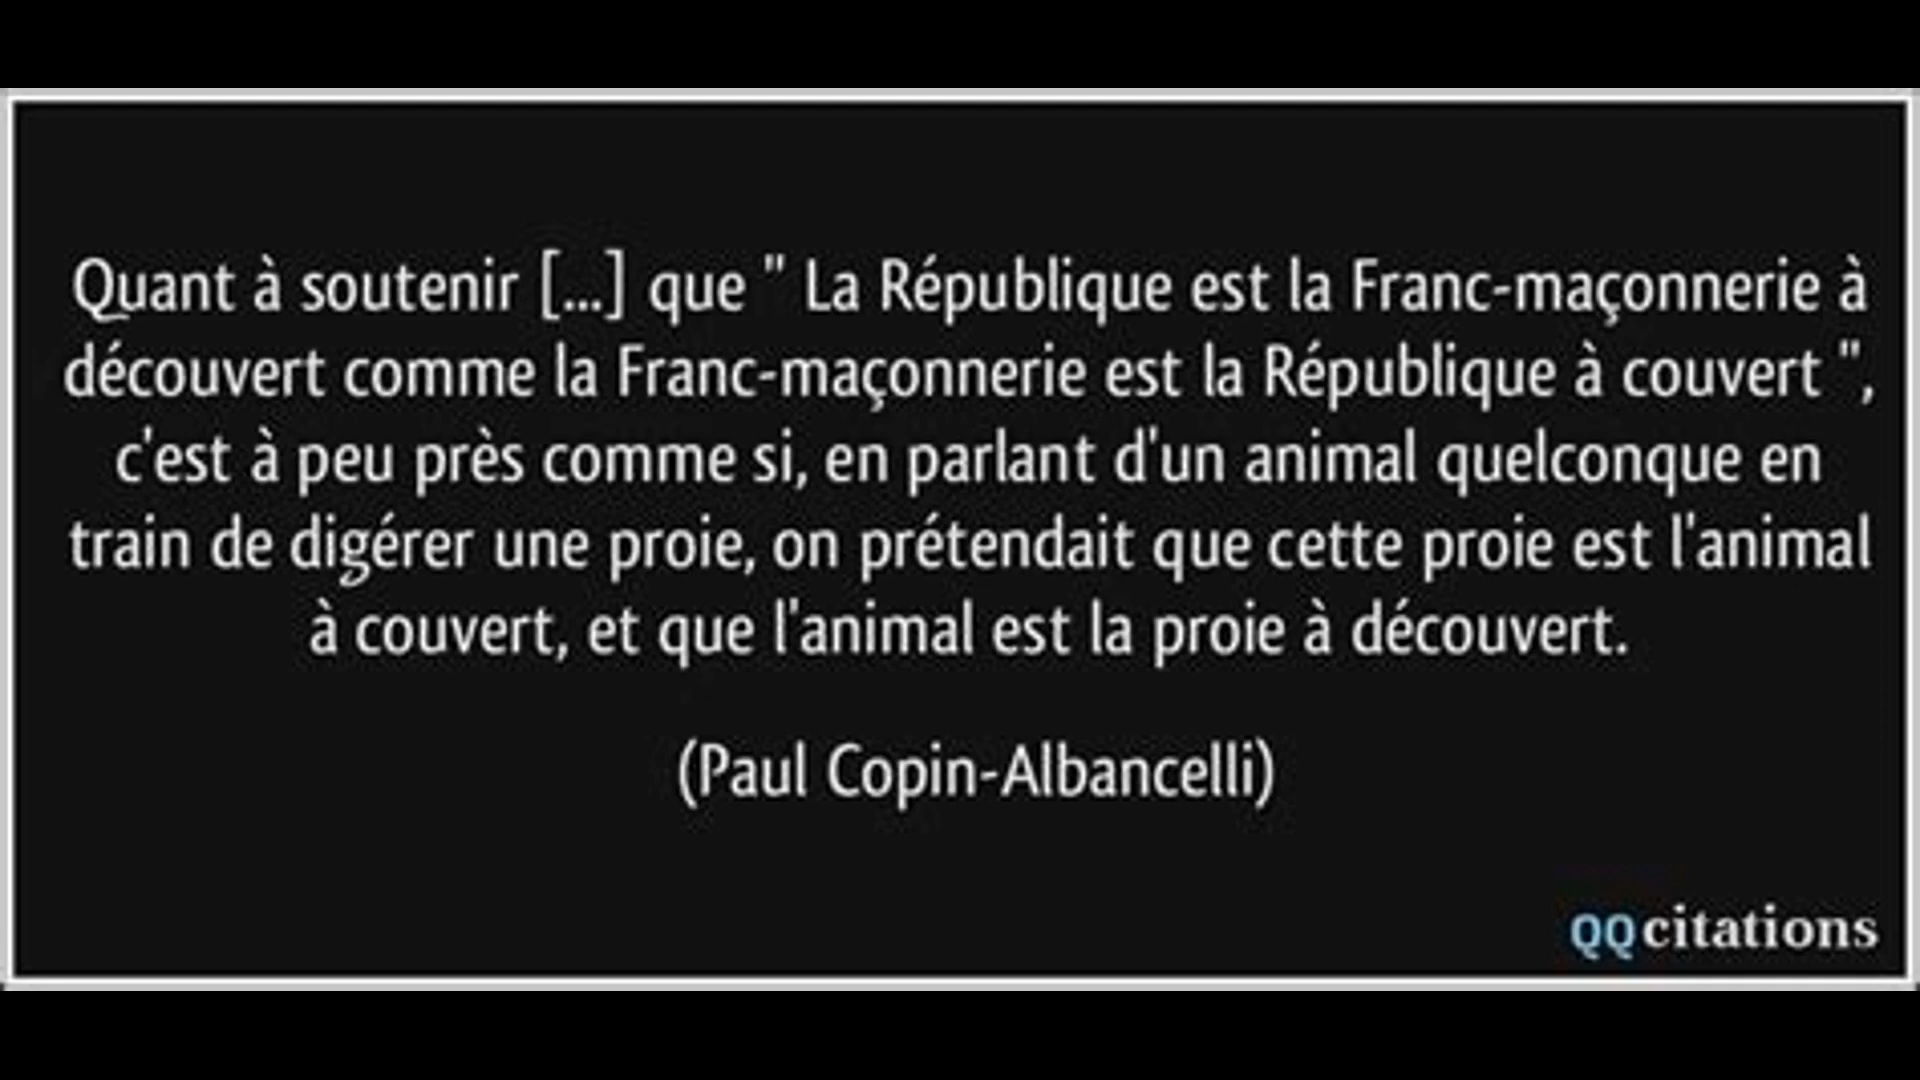 Quant à soutenir [...] que " La République est la Franc-maçonnerie à
découvert comme la Franc-maçonnerie est la République à couvert ",
c'est à peu près comme si, en parlant d'un animal quelconque en
train de digérer une proie, on prétendait que cette proie est l'animal
à couvert, et que l'animal est la proie à découvert.
(Paul Copin-Albancelli)
QQcitations